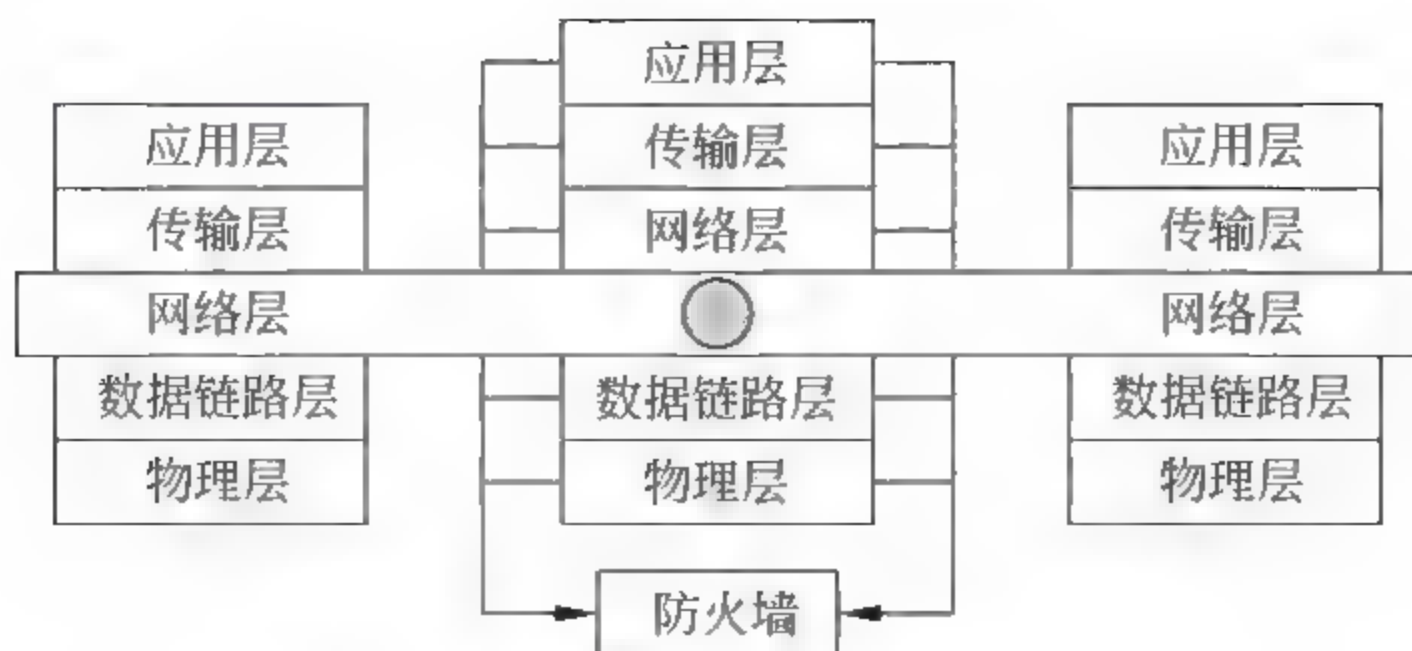 应用层
传输层
网络层
数据链路层
物理层
应用层
传输层
网络层
数据链路层
物理层
应用层
传输层
网络层
数据链路层
物理层
防火墙